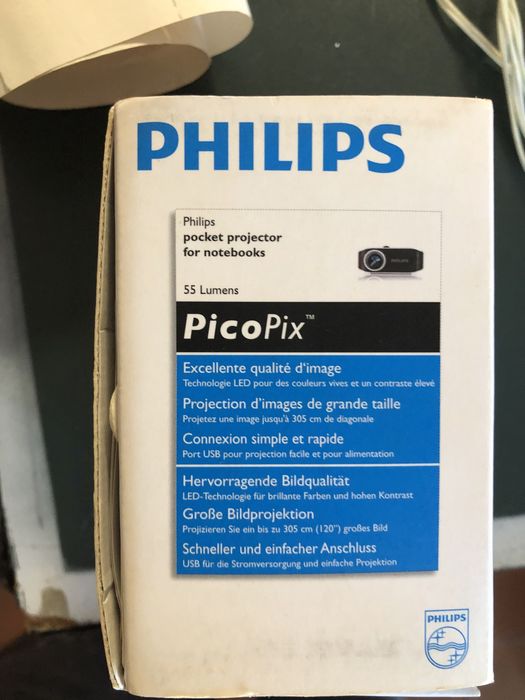 PHILIPS
Philips
pocket projector
for notebooks
PHILIPS
55 Lumens
PicoPix™
Excellente qualité d'image
Technologie LED pour des couleurs vives et un contraste élevé
Projection d'images de grande taille
Projetez une image jusqu'à 305 cm de diagonale
Connexion simple et rapide
Port USB pour projection facile et pour alimentation
Hervorragende Bildqualität
LED-Technologie für brillante Farben und hohen Kontrast
Große Bildprojektion
Projizieren Sie ein bis zu 305 cm (120") großes Bild
Schneller und einfacher Anschluss
USB für die Stromversorgung und einfache Projektion
PHILIPS